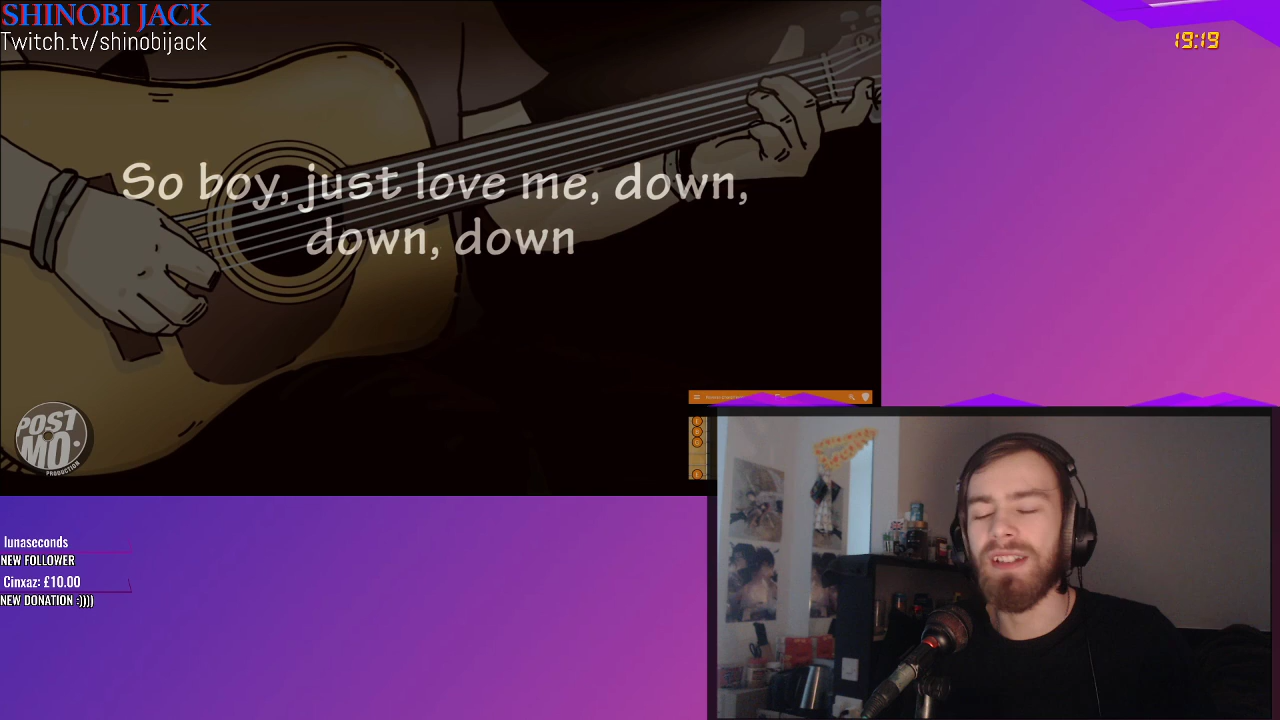 SHINOBI JACK
Twitch.tv/shinobijack
19:19
So boy, just love me, down,
down, down
POST
MO.
PRODUCTION
lunaseconds
NEW FOLLOWER
Cinxaz: £10.00
NEW DONATION :))))